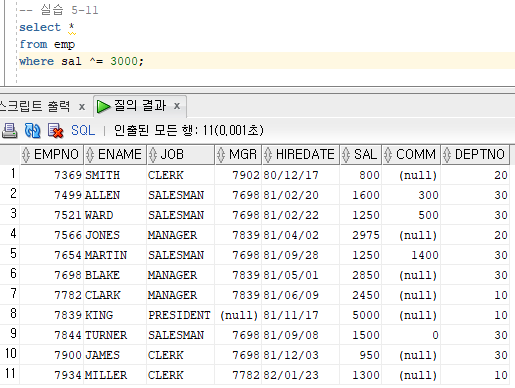 -- 실습 5-11
select *
from emp
where sal ^= 3000;
스크립트 출력 x 질의 결과 x
SQL | 인출된 모든 행: 11(0,001초)
EMPNO ENAME JOB MGR HIREDATE SAL COMM DEPTNO
1 7369 SMITH CLERK 7902 80/12/17 800 (null) 20
2 7499 ALLEN SALESMAN 7698 81/02/20 1600 300 30
3 7521 WARD SALESMAN 7698 81/02/22 1250 500 30
4 7566 JONES MANAGER 7839 81/04/02 2975 (null) 20
5 7654 MARTIN SALESMAN 7698 81/09/28 1250 1400 30
6 7698 BLAKE MANAGER 7839 81/05/01 2850 (null) 30
7 7782 CLARK MANAGER 7839 81/06/09 2450 (null) 10
8 7839 KING PRESIDENT (null) 81/11/17 5000 (null) 10
9 7844 TURNER SALESMAN 7698 81/09/08 1500 0 30
10 7900 JAMES CLERK 7698 81/12/03 950 (null) 30
11 7934 MILLER CLERK 7782 82/01/23 1300 (null) 10